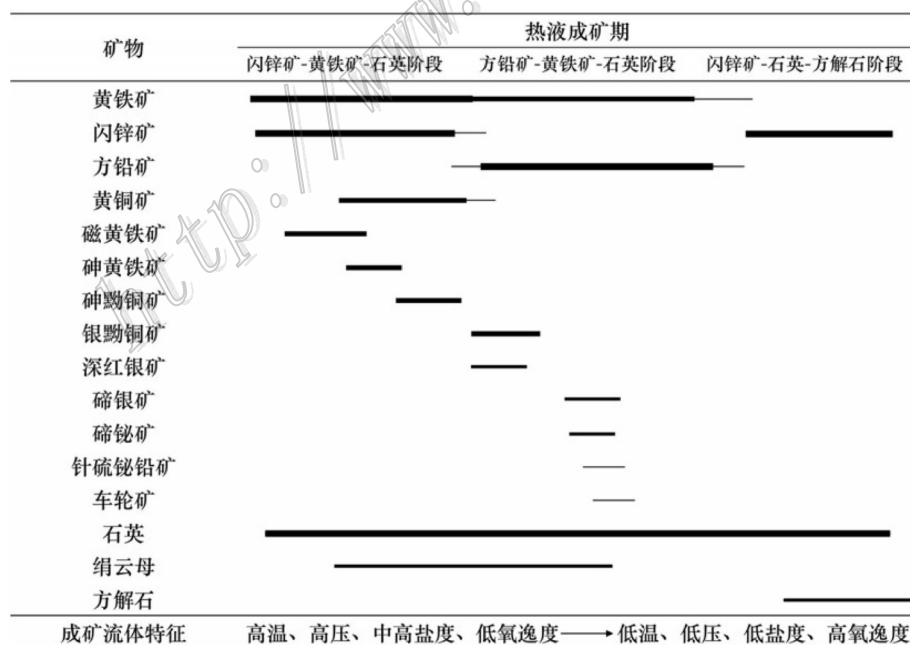 矿物
热液成矿期
闪锌矿-黄铁矿-石英阶段 方铅矿-黄铁矿-石英阶段 闪锌矿-石英-方解石阶段
黄铁矿
闪锌矿
方铅矿
黄铜矿
磁黄铁矿
砷黄铁矿
砷黝铜矿
银黝铜矿
深红银矿
碲银矿
碲铋矿
针硫铋铅矿
车轮矿
石英
绢云母
方解石
成矿流体特征 高温、高压、中高盐度、低氧逸度 → 低温、低压、低盐度、高氧逸度
http://www.